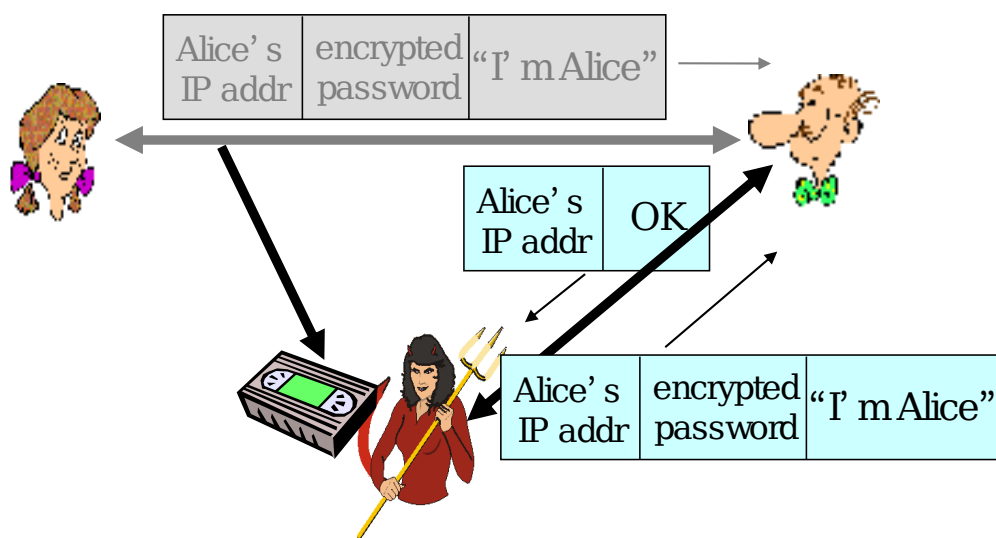 Alice’ s
IP addr
encrypted
password
“I’ m Alice”
Alice’ s
IP addr
OK
Alice’ s
IP addr
encrypted
password
“I’ m Alice”